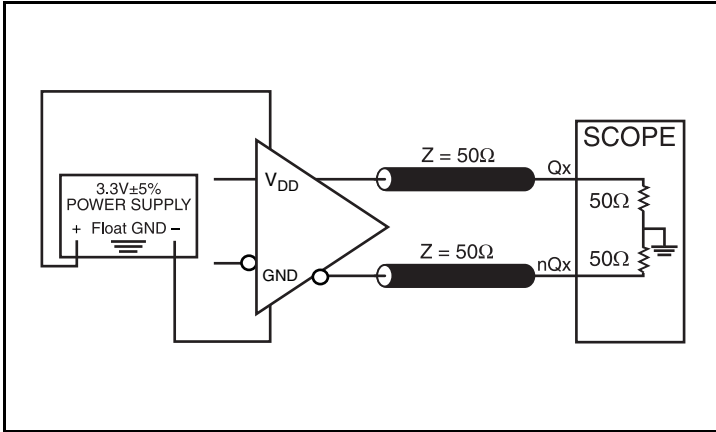 SCOPE
Z = 50Ω
Qx
3.3V±5%
POWER SUPPLY
+ Float GND −
VDD
50Ω
GND
Z = 50Ω
nQx
50Ω